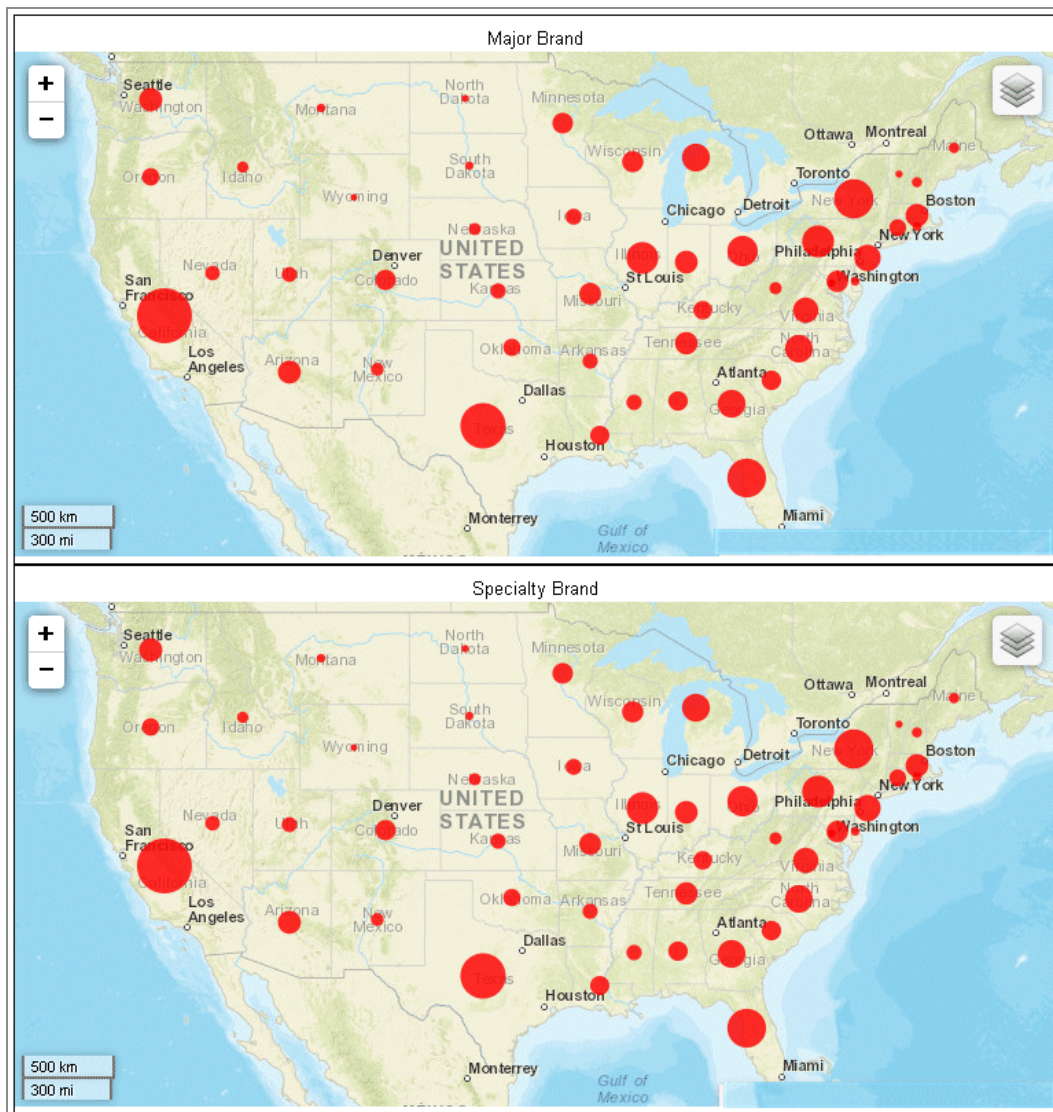 Major Brand
+
−
Seattle
Washington
Montana
North
Dakota
Minnesota
Ottawa
Montreal
Maine
Oregon
Idaho
South
Dakota
Wisconsin
Toronto
Wyoming
New York
Boston
Chicago
Detroit
Iowa
Nebraska
New York
Philadelphia
Ohio
Illinois
UNITED
STATES
Denver
Colorado
Nevada
Utah
San
Francisco
Kansas
St Louis
Washington
Missouri
Kentucky
Virginia
California
Los
Angeles
Arizona
New
Mexico
Oklahoma
Arkansas
Tennessee
North
Carolina
Atlanta
Georgia
Dallas
Texas
Houston
Miami
Monterrey
Gulf of
Mexico
MÉXICO
500 km
300 mi
Specialty Brand
+
−
Seattle
Washington
Montana
North
Dakota
Minnesota
Ottawa
Montreal
Maine
Oregon
Idaho
South
Dakota
Wisconsin
Toronto
Wyoming
New York
Boston
Chicago
Detroit
Iowa
Nebraska
New York
Philadelphia
Ohio
Illinois
UNITED
STATES
Denver
Colorado
Nevada
Utah
San
Francisco
Kansas
St Louis
Washington
Missouri
Kentucky
Virginia
California
Los
Angeles
Arizona
New
Mexico
Oklahoma
Arkansas
Tennessee
North
Carolina
Atlanta
Georgia
Dallas
Texas
Houston
Miami
Monterrey
Gulf of
Mexico
500 km
300 mi